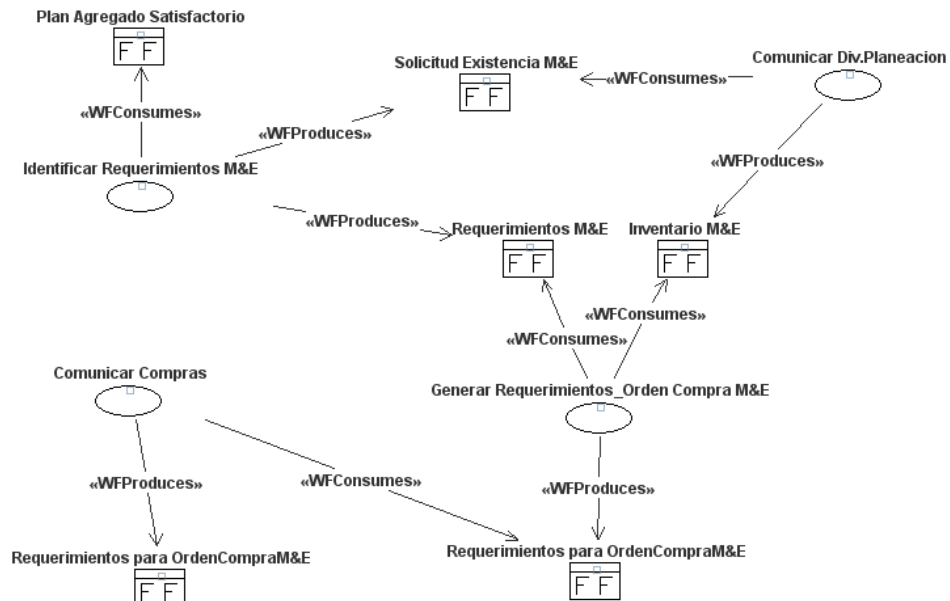 Plan Agregado Satisfactorio
F F
Solicitud Existencia M&E
F F
Comunicar Div.Planeacion
«WFConsumes»
«WFConsumes»
«WFProduces»
«WFProduces»
Identificar Requerimientos M&E
«WFProduces»
Requerimientos M&E
F F
Inventario M&E
F F
«WFConsumes»
«WFConsumes»
Comunicar Compras
Generar Requerimientos_Orden Compra M&E
«WFProduces»
«WFConsumes»
«WFProduces»
Requerimientos para OrdenCompraM&E
F F
Requerimientos para OrdenCompraM&E
F F